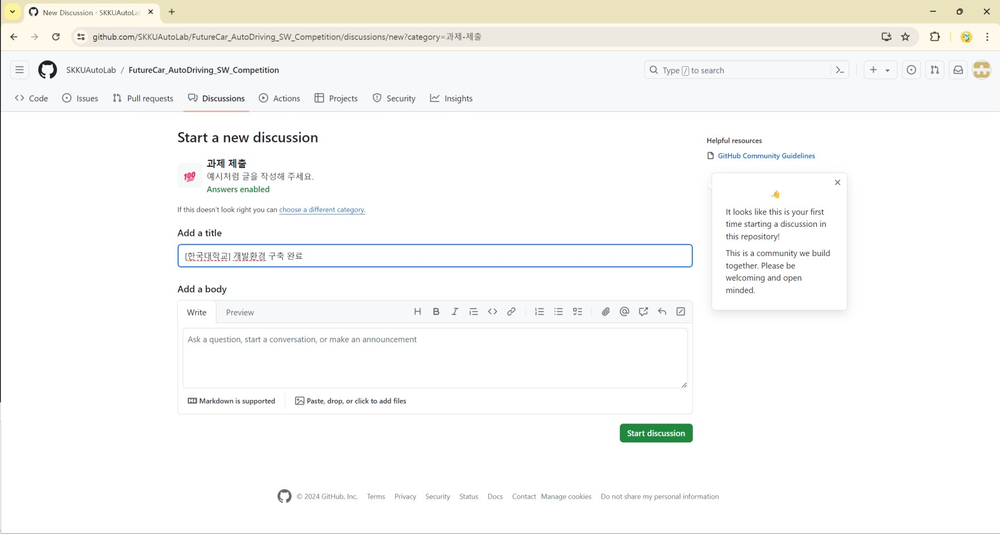 New Discussion · SKKUAutoLa
github.com/SKKUAutoLab/FutureCar_AutoDriving_SW_Competition/discussions/new?category=과제-제출
SKKUAutoLab / FutureCar_AutoDriving_SW_Competition
Type / to search
Code
Issues
Pull requests
Discussions
Actions
Projects
Security
Insights
Start a new discussion
💯
과제 제출
예시처럼 글을 작성해 주세요.
Answers enabled
If this doesn't look right you can choose a different category.
Add a title
[한국대학교] 개발환경 구축 완료
Add a body
Write
Preview
Ask a question, start a conversation, or make an announcement
Markdown is supported
Paste, drop, or click to add files
Start discussion
Helpful resources
GitHub Community Guidelines
It looks like this is your first
time starting a discussion in
this repository!
This is a community we build
together. Please be
welcoming and open
minded.
© 2024 GitHub, Inc.
Terms
Privacy
Security
Status
Docs
Contact
Manage cookies
Do not share my personal information